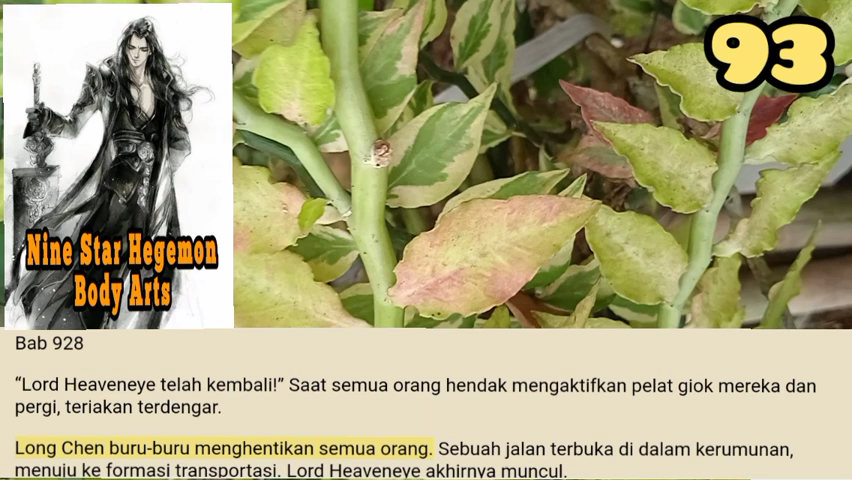 93
Nine Star Hegemon
Body Arts
Bab 928
“Lord Heaveneye telah kembali!” Saat semua orang hendak mengaktifkan pelat giok mereka dan
pergi, teriakan terdengar.
Long Chen buru-buru menghentikan semua orang. Sebuah jalan terbuka di dalam kerumunan,
menuju ke formasi transportasi. Lord Heaveneye akhirnya muncul.